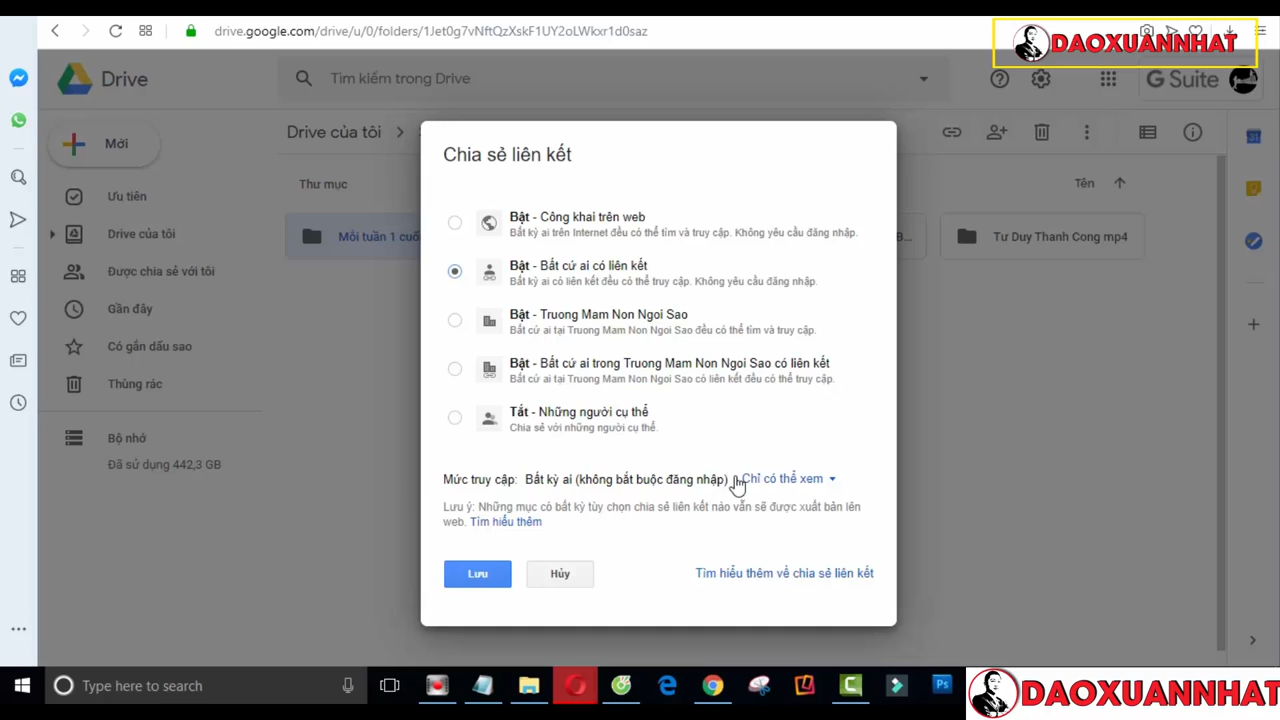 drive.google.com/drive/u/0/folders/1Jet0g7vNftQzXskF1UY2oLWkxr1d0saz
DAOXUANNHAT
Drive
Tìm kiếm trong Drive
G Suite
Mới
Drive của tôi
Chia sẻ liên kết
Ưu tiên
Thư mục
Tên
Drive của tôi
Mỗi tuần 1 cuố
B...
Tư Duy Thanh Cong mp4
Bật - Công khai trên web
Bất kỳ ai trên Internet đều có thể tìm và truy cập. Không yêu cầu đăng nhập.
Bật - Bất cứ ai có liên kết
Bất kỳ ai có liên kết đều có thể truy cập. Không yêu cầu đăng nhập.
Bật - Truong Mam Non Ngoi Sao
Bất cứ ai tại Truong Mam Non Ngoi Sao đều có thể tìm và truy cập.
Bật - Bất cứ ai trong Truong Mam Non Ngoi Sao có liên kết
Bất cứ ai tại Truong Mam Non Ngoi Sao có liên kết đều có thể truy cập.
Tắt - Những người cụ thể
Chia sẻ với những người cụ thể.
Được chia sẻ với tôi
Gần đây
Có gắn dấu sao
Thùng rác
Bộ nhớ
Đã sử dụng 442,3 GB
Mức truy cập: Bất kỳ ai (không bắt buộc đăng nhập) Chỉ có thể xem
Lưu ý: Những mục có bất kỳ tùy chọn chia sẻ liên kết nào vẫn sẽ được xuất bản lên
web. Tìm hiểu thêm
Lưu
Hủy
Tìm hiểu thêm về chia sẻ liên kết
Type here to search
Ps
DAOXUANNHAT